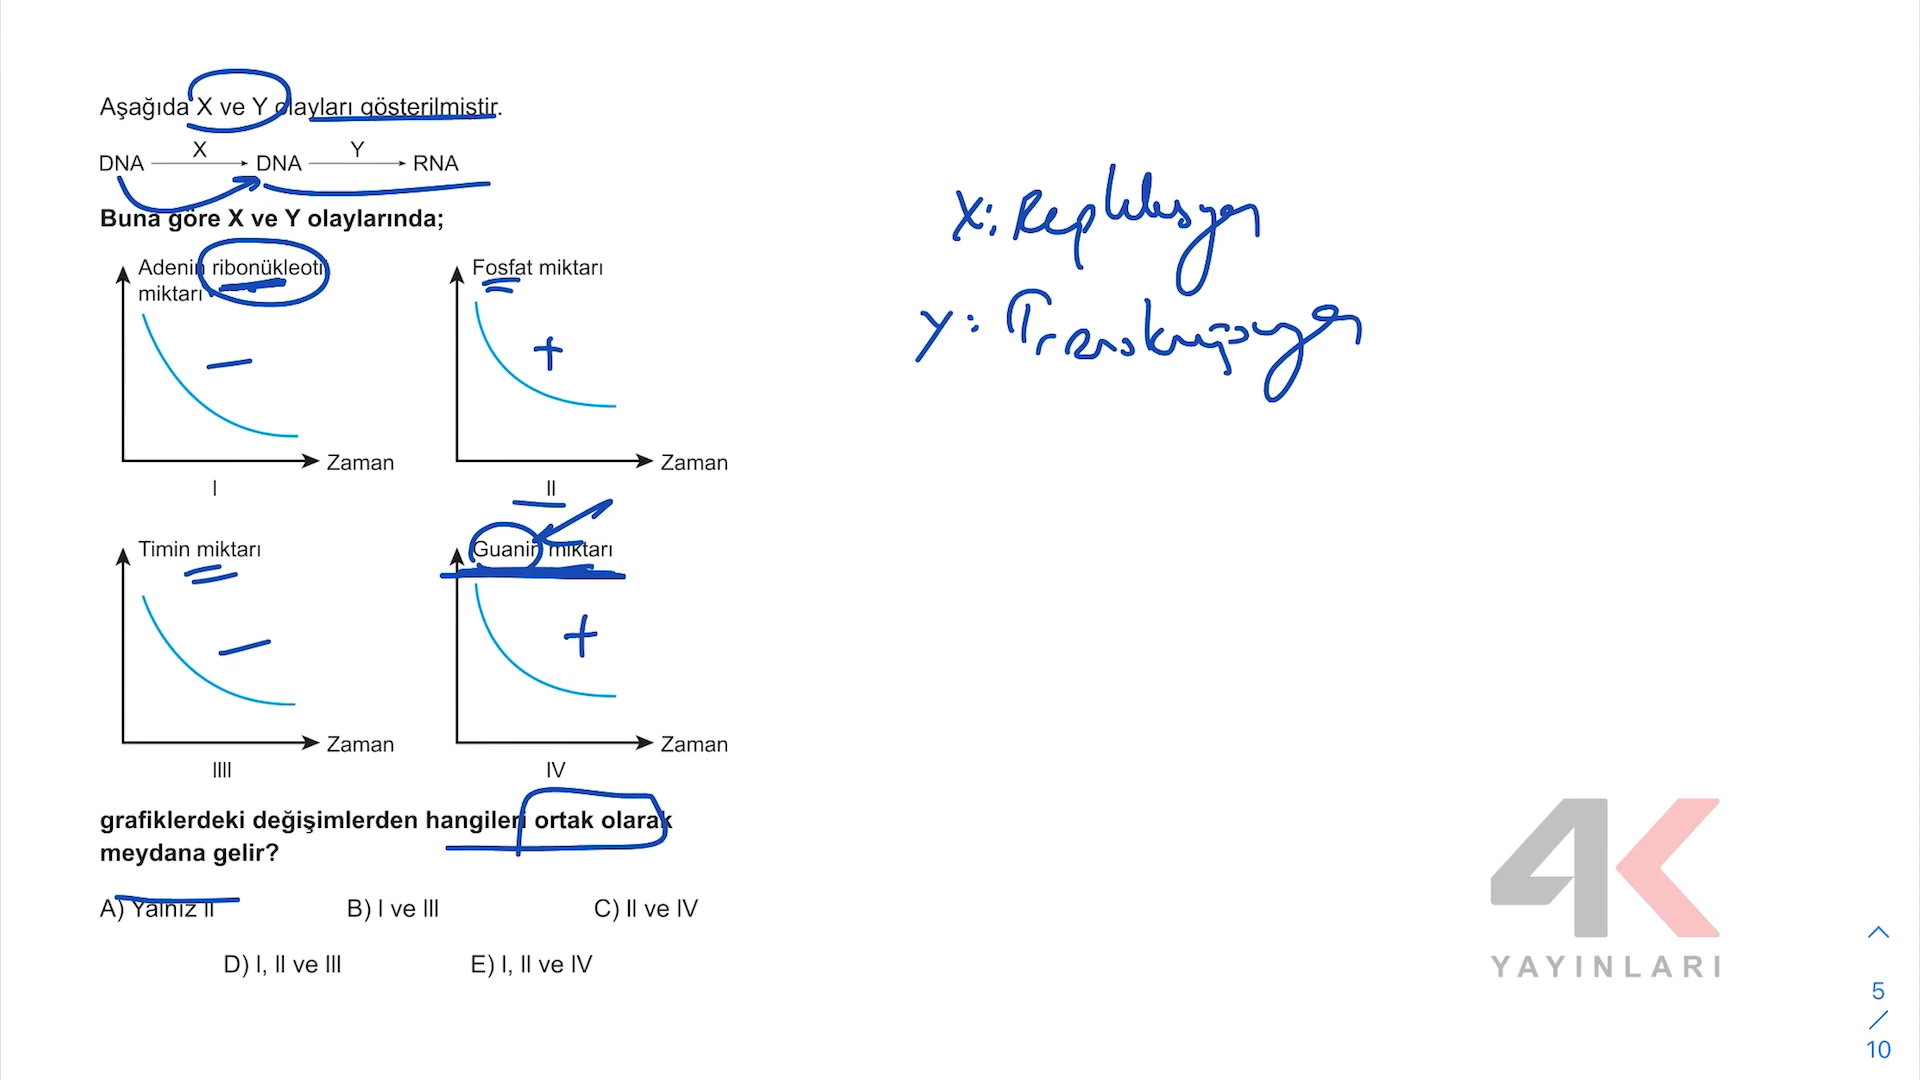 Aşağıda X ve Y olayları gösterilmiştir.
DNA X DNA Y RNA
Buna göre X ve Y olaylarında;
Adenin ribonükleotit
miktarı
Zaman
I
Fosfat miktarı
+
Zaman
II
Timin miktarı
Zaman
IIII
Guanin miktarı
+
Zaman
IV
grafiklerdeki değişimlerden hangileri ortak olarak
meydana gelir?
A) Yalnız II B) I ve III C) II ve IV
D) I, II ve III E) I, II ve IV
X: Replikasyon
Y: Transkripsiyon
4K
YAYINLARI
5
/
10